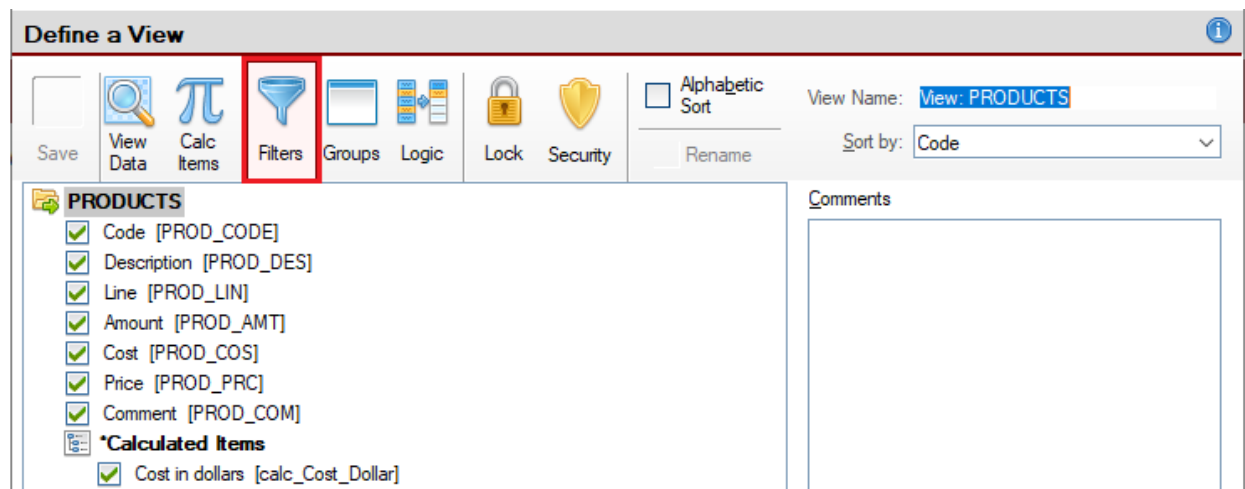 Define a View
Save
View Data
Calc Items
Filters
Groups
Logic
Lock
Security
Alphabetic Sort
Rename
View Name: View: PRODUCTS
Sort by: Code
PRODUCTS
Code [PROD_CODE]
Description [PROD_DES]
Line [PROD_LIN]
Amount [PROD_AMT]
Cost [PROD_COS]
Price [PROD_PRC]
Comment [PROD_COM]
*Calculated Items
Cost in dollars [calc_Cost_Dollar]
Comments